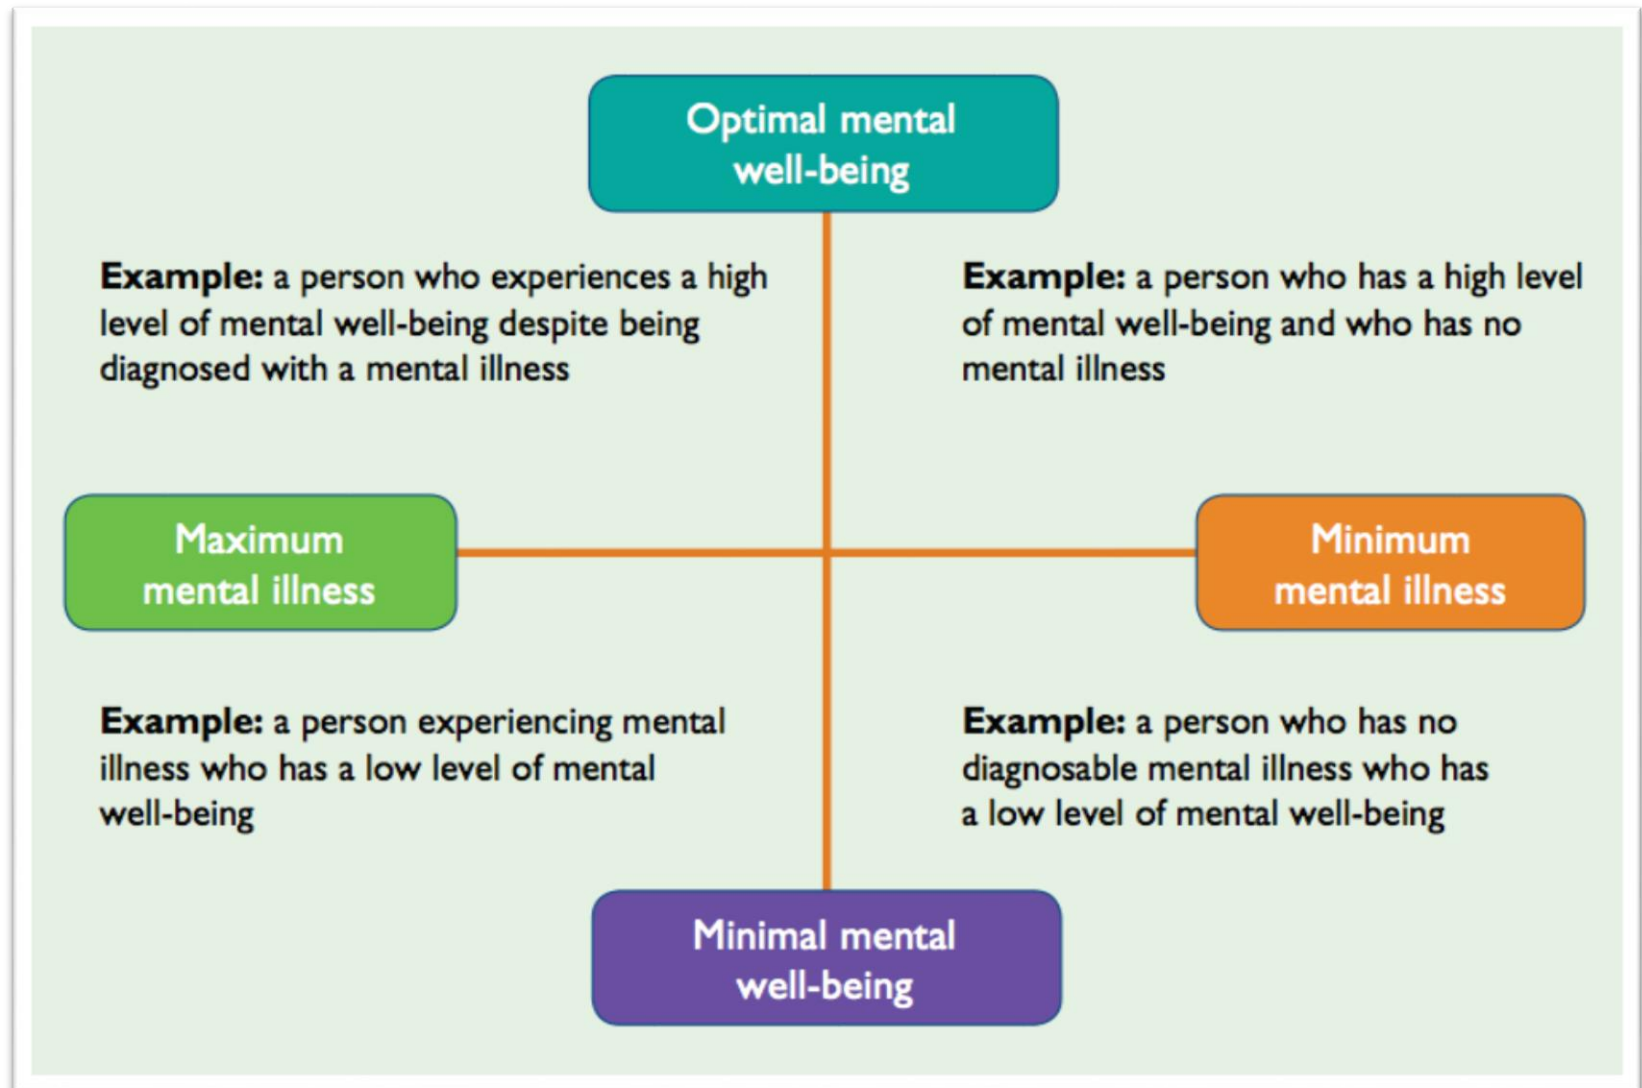 Optimal mental
well-being
Example: a person who experiences a high
level of mental well-being despite being
diagnosed with a mental illness
Example: a person who has a high level
of mental well-being and who has no
mental illness
Maximum
mental illness
Minimum
mental illness
Example: a person experiencing mental
illness who has a low level of mental
well-being
Example: a person who has no
diagnosable mental illness who has
a low level of mental well-being
Minimal mental
well-being